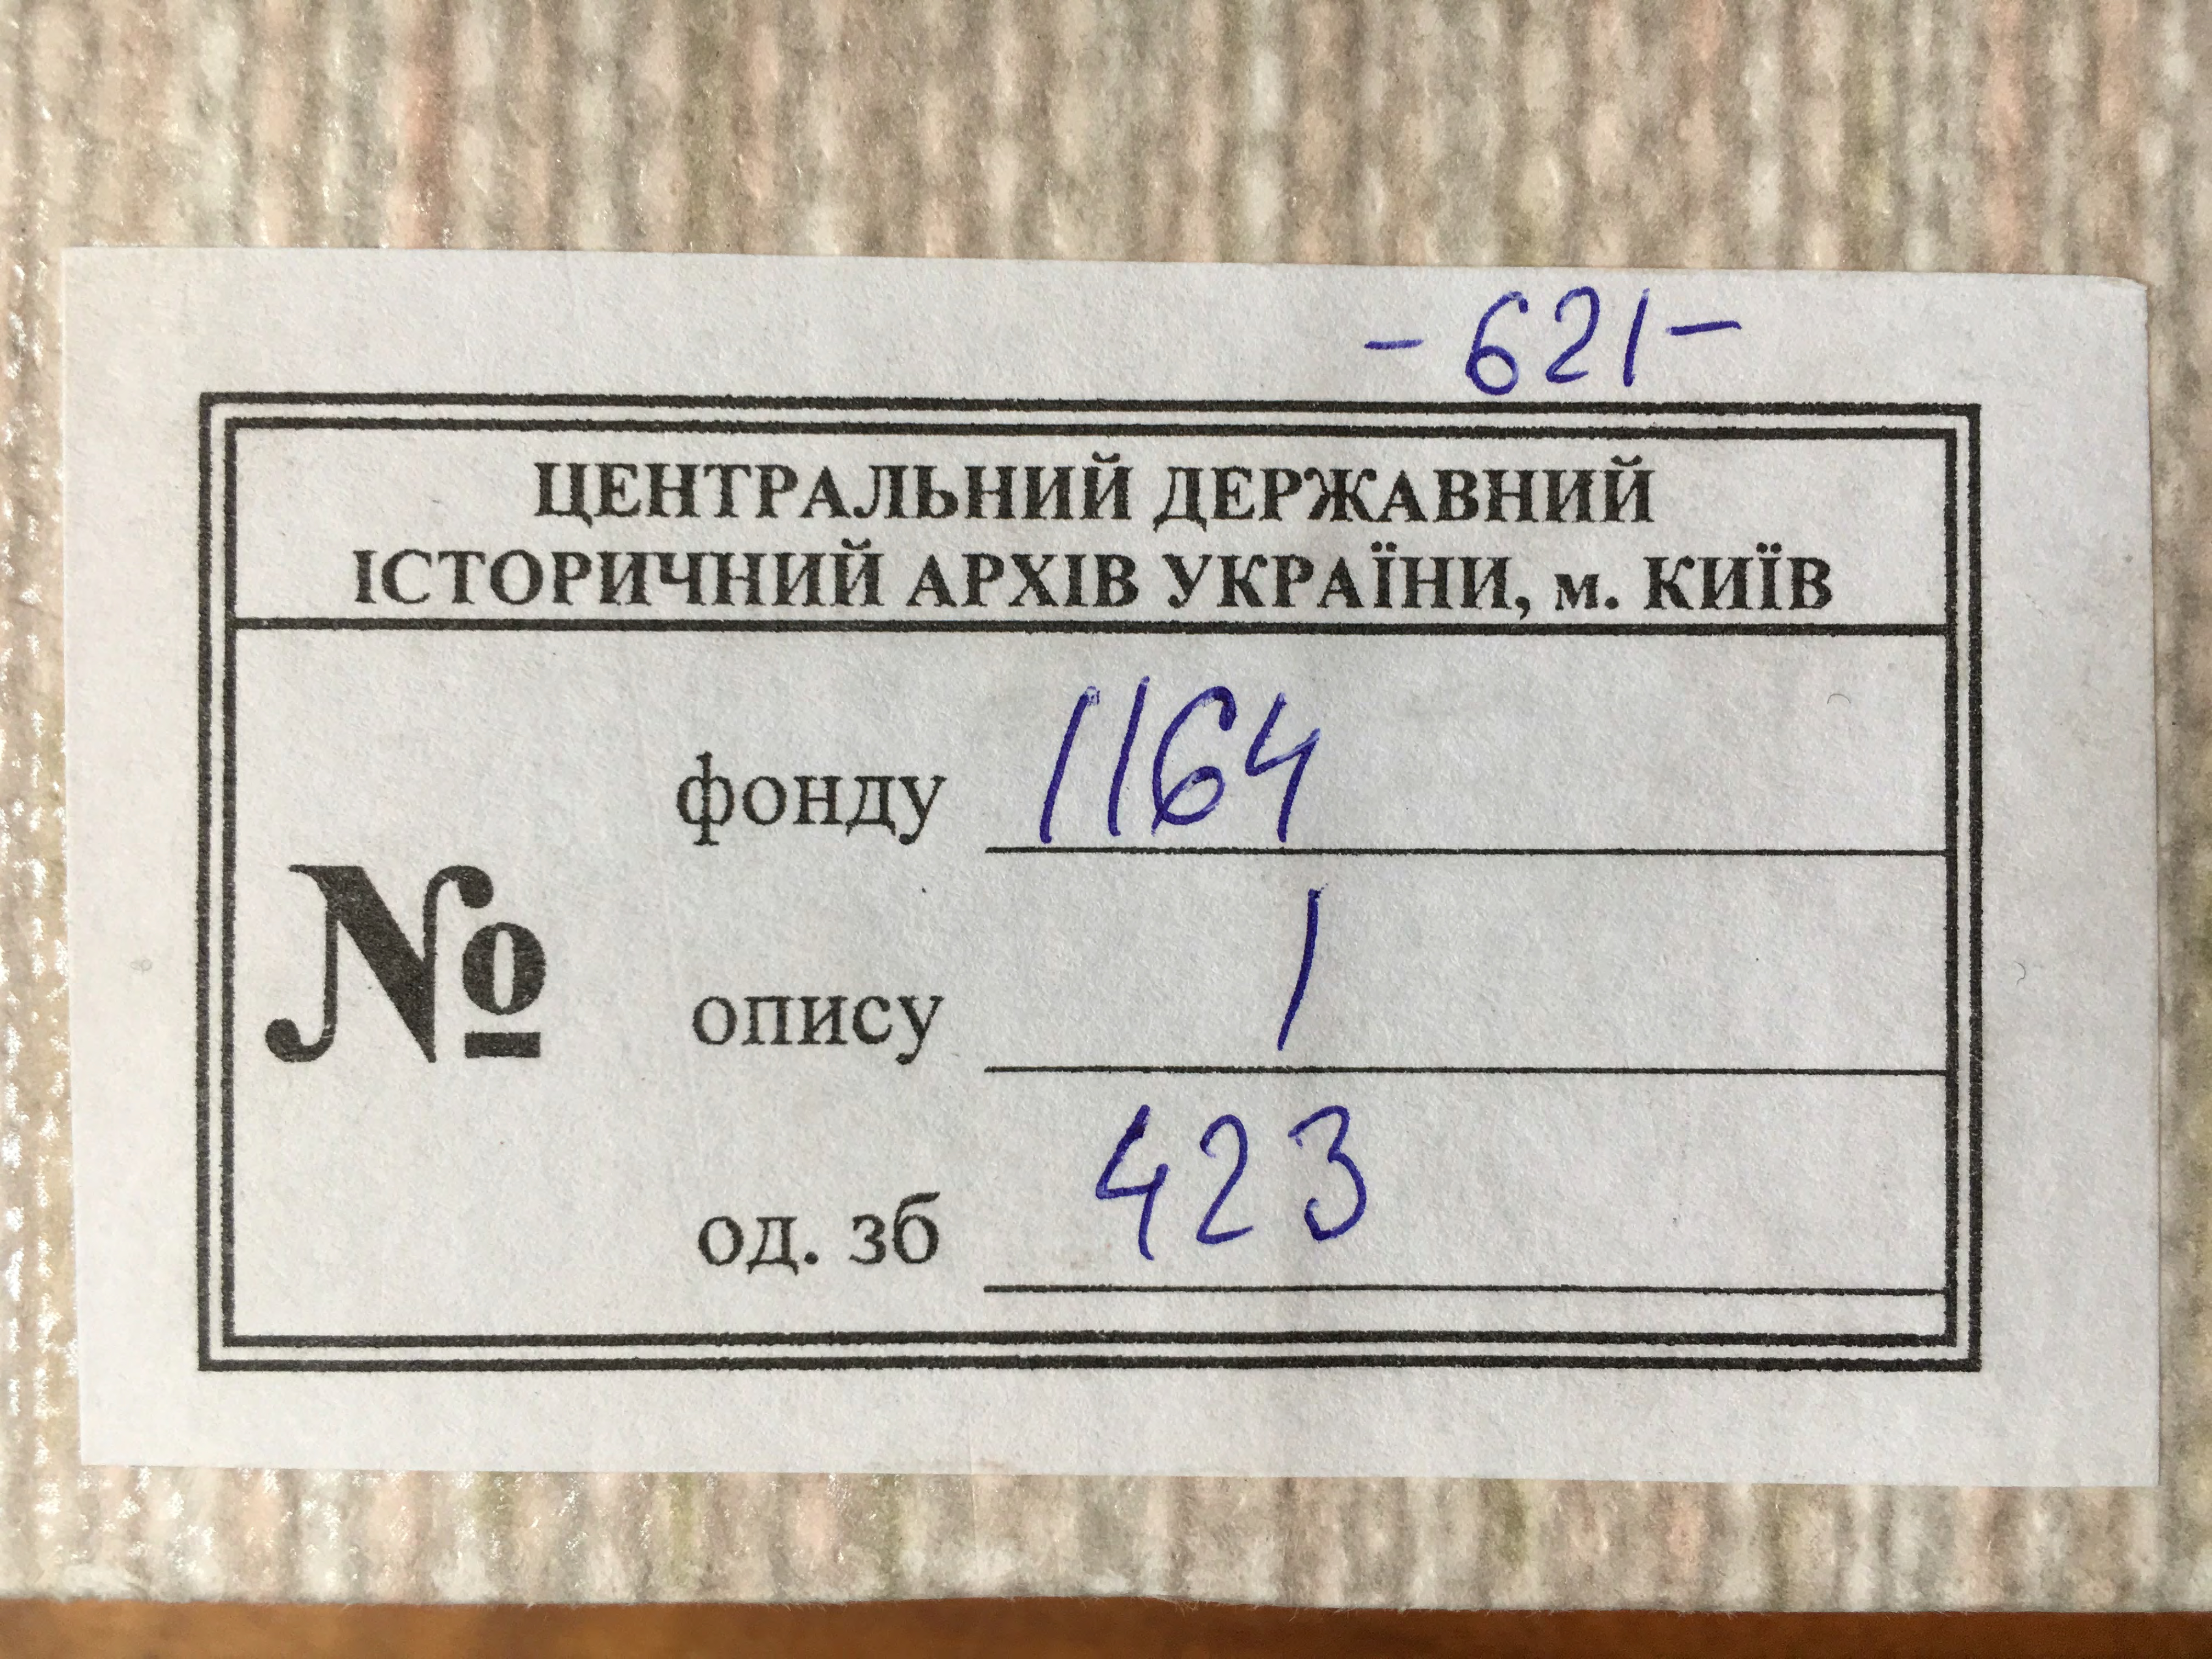 -621-
ЦЕНТРАЛЬНИЙ ДЕРЖАВНИЙ
ІСТОРИЧНИЙ АРХІВ УКРАЇНИ, м. КИЇВ
№
фонду 1164
опису 1
од. зб 423